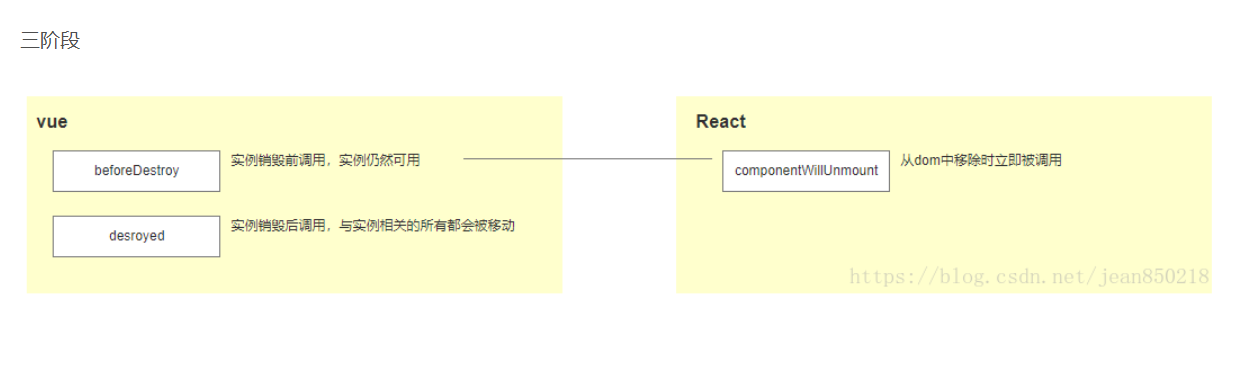 三阶段
vue
beforeDestroy
实例销毁前调用，实例仍然可用
desroyed
实例销毁后调用，与实例相关的所有都会被移动
React
componentWillUnmount
从dom中移除时立即被调用
https://blog.csdn.net/jean850218